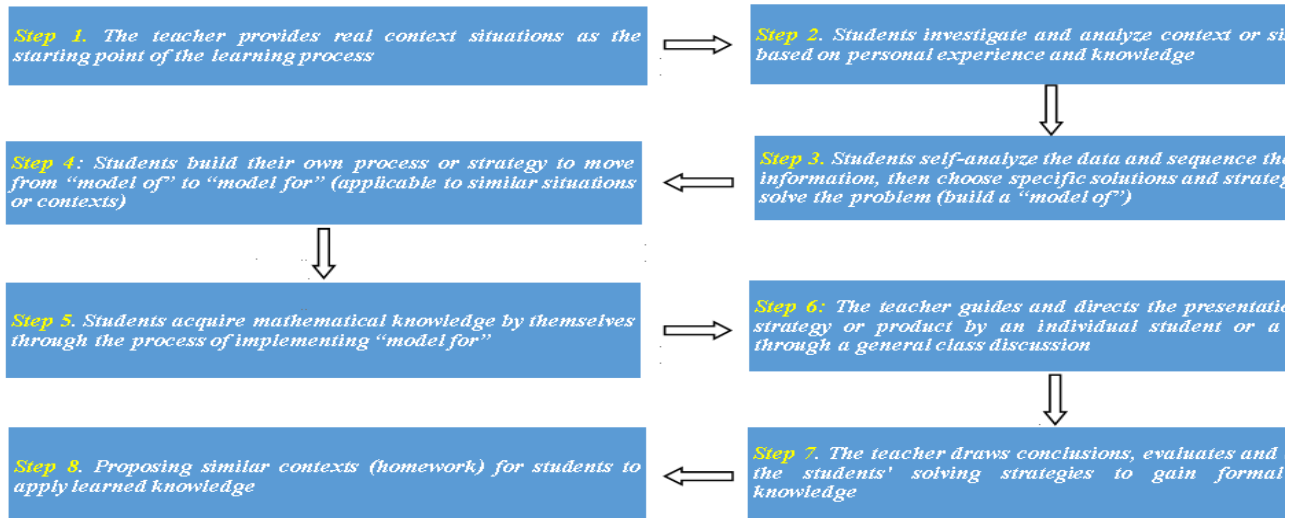 Step 1. The teacher provides real context situations as the
starting point of the learning process
Step 2. Students investigate and analyze context or
based on personal experience and knowledge
Step 3. Students self-analyze the data and sequence
information, then choose specific solutions and
solve the problem (build a "model of")
Step 4: Students build their own process or strategy to move
from "model of" to "model for" (applicable to similar situations
or contexts)
Step 5. Students acquire mathematical knowledge by themselves
through the process of implementing "model for"
Step 6: The teacher guides and directs the
strategy or product by an individual student or a
through a general class discussion
Step 7. The teacher draws conclusions, evaluates and
the students' solving strategies to gain formal
knowledge
Step 8. Proposing similar contexts (homework) for students to
apply learned knowledge